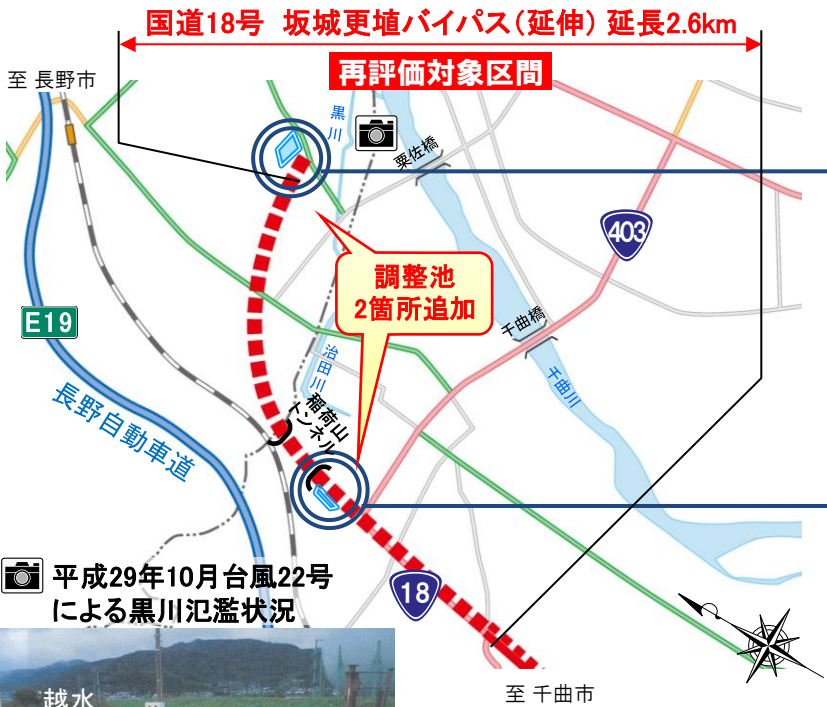 国道18号 坂城更埴バイパス（延伸）延長2.6km
再評価対象区間
至 長野市
黒川
粟佐橋
403
調整池
2箇所追加
E19
千曲橋
治田川
千曲川
稲荷山
トンネル
長野自動車道
平成29年10月台風22号
による黒川氾濫状況
18
越水
至 千曲市